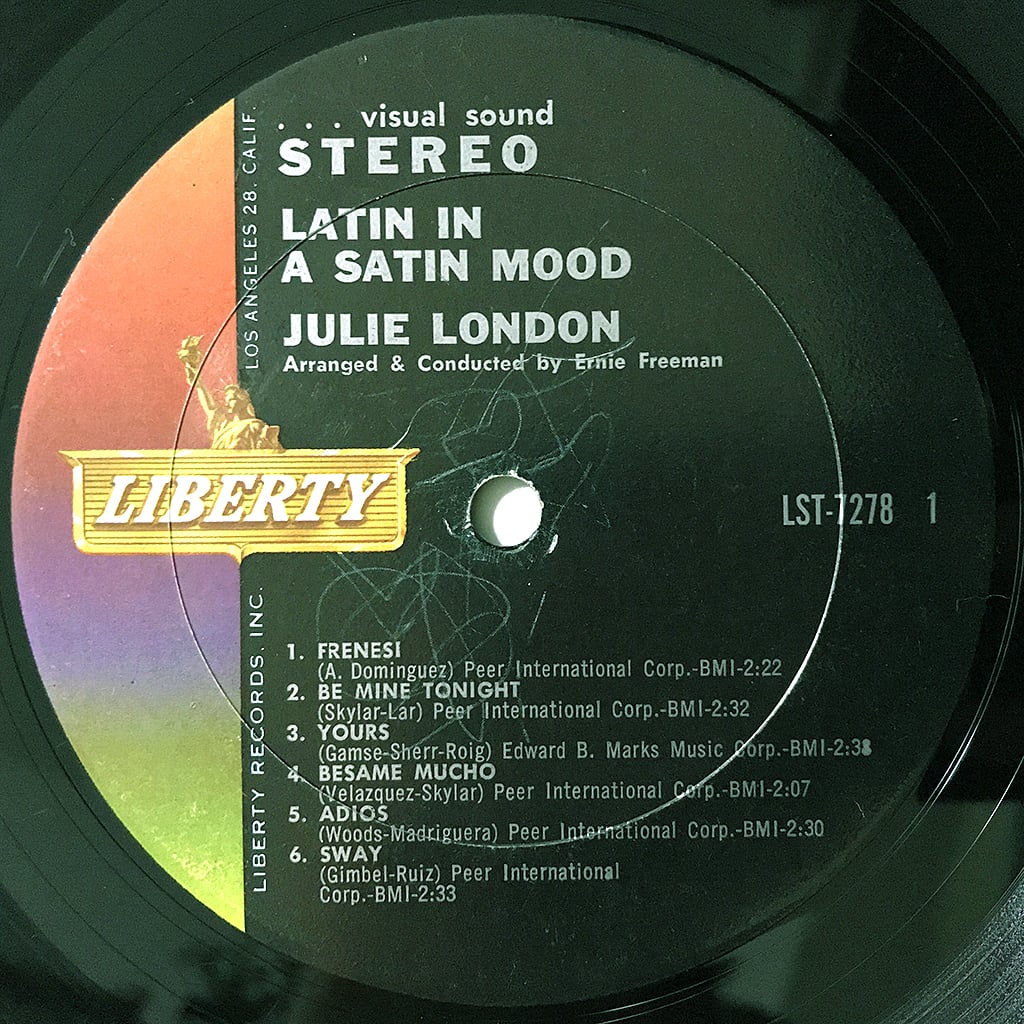 . . . visual sound
STEREO
LATIN IN
A SATIN MOOD
JULIE LONDON
Arranged & Conducted by Ernie Freeman
LOS ANGELES 28, CALIF.
LIBERTY
LST-7278 1
LIBERTY RECORDS, INC.
1. FRENESI
(A. Dominguez) Peer International Corp.-BMI-2:22
2. BE MINE TONIGHT
(Skylar-Lar) Peer International Corp.-BMI-2:32
3. YOURS
(Gamse-Sherr-Roig) Edward B. Marks Music Corp.-BMI-2:38
4. BESAME MUCHO
(Velazquez-Skylar) Peer International Corp.-BMI-2:07
5. ADIOS
(Woods-Madriguera) Peer International Corp.-BMI-2:30
6. SWAY
(Gimbel-Ruiz) Peer International
Corp.-BMI-2:33